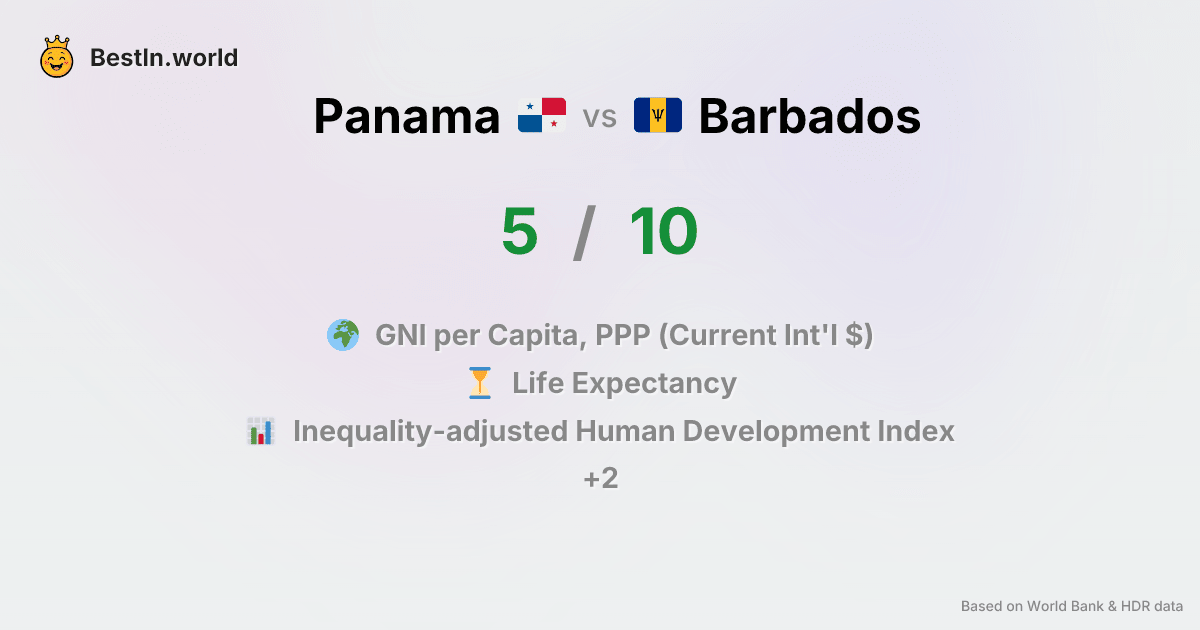 BestIn.world
Panama vs Barbados
5 / 10
GNI per Capita, PPP (Current Int'l $)
Life Expectancy
Inequality-adjusted Human Development Index
+2
Based on World Bank & HDR data